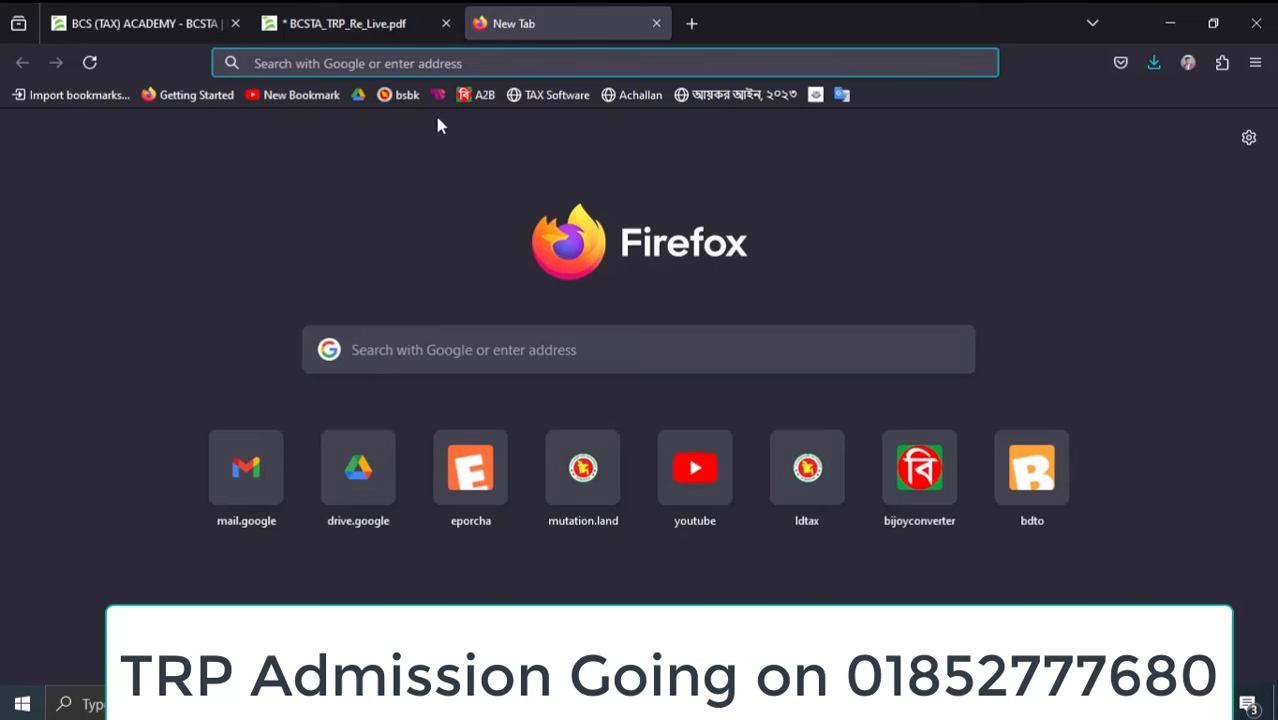 BCS (TAX) ACADEMY - BCSTA |
* BCSTA_TRP_Re_Live.pdf
New Tab
Search with Google or enter address
Import bookmarks...
Getting Started
New Bookmark
bsbk
বি A2B
TAX Software
Achallan
আয়কর আইন, ২০২৩
Firefox
Search with Google or enter address
বি
mail.google
drive.google
eporcha
mutation.land
youtube
ldtax
bijoyconverter
bdto
TRP Admission Going on 01852777680
Type
3